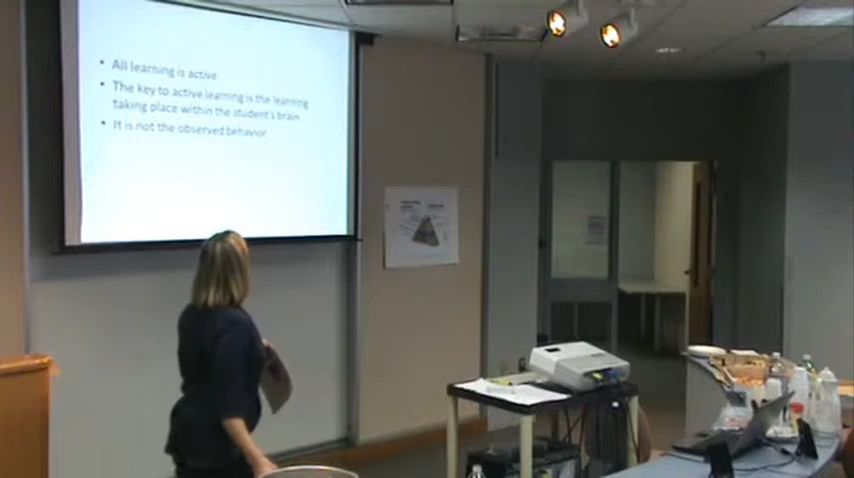 • All learning is active
• The key to active learning is the learning
taking place within the student's brain
• It is not the observed behavior